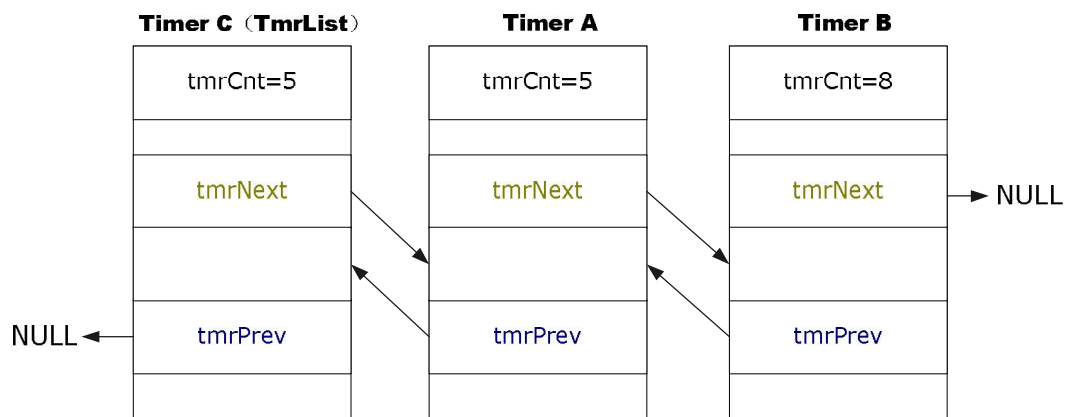 Timer C（TmrList） Timer A Timer B
tmrCnt=5 tmrCnt=5 tmrCnt=8
tmrNext tmrNext tmrNext NULL
NULL tmrPrev tmrPrev tmrPrev